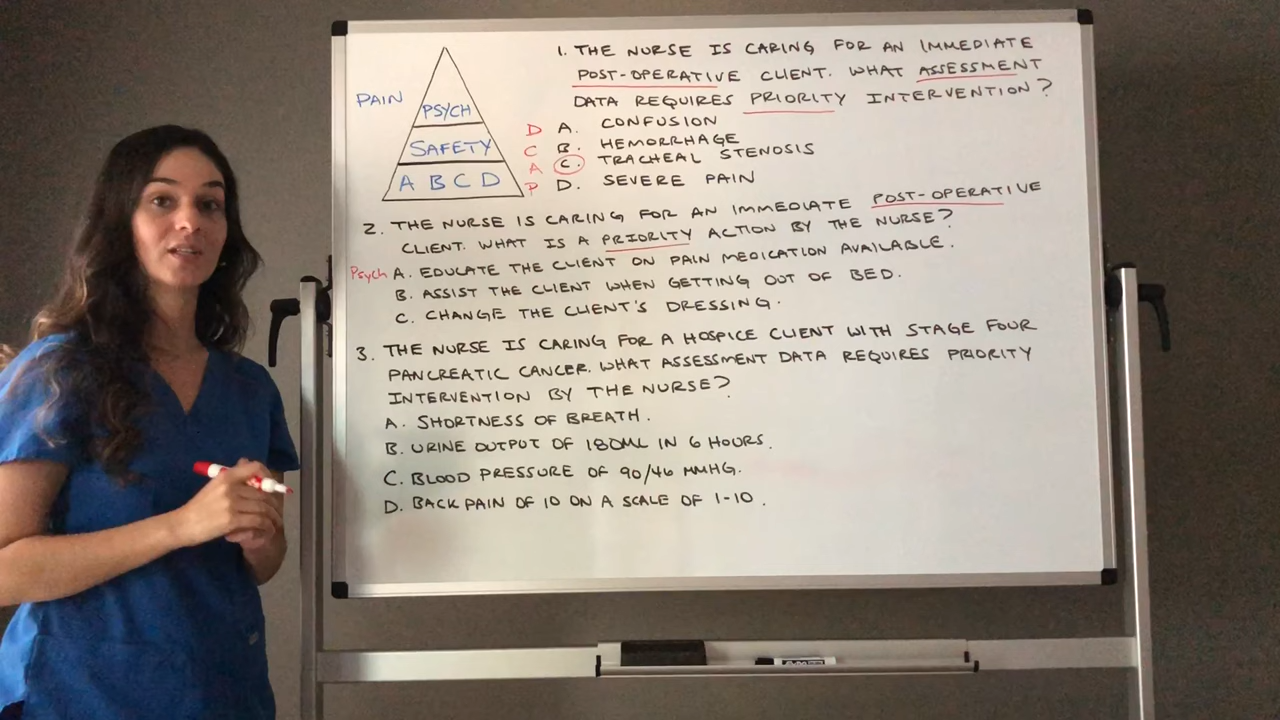 PAIN
PSYCH
SAFETY
A B C D
1. THE NURSE IS CARING FOR AN IMMEDIATE
POST-OPERATIVE CLIENT. WHAT ASSESSMENT
DATA REQUIRES PRIORITY INTERVENTION?
D A. CONFUSION
C B. HEMORRHAGE
A C. TRACHEAL STENOSIS
P D. SEVERE PAIN
2. THE NURSE IS CARING FOR AN IMMEDIATE POST-OPERATIVE
CLIENT. WHAT IS A PRIORITY ACTION BY THE NURSE?
Psych A. EDUCATE THE CLIENT ON PAIN MEDICATION AVAILABLE.
B. ASSIST THE CLIENT WHEN GETTING OUT OF BED.
C. CHANGE THE CLIENT'S DRESSING.
3. THE NURSE IS CARING FOR A HOSPICE CLIENT WITH STAGE FOUR
PANCREATIC CANCER. WHAT ASSESSMENT DATA REQUIRES PRIORITY
INTERVENTION BY THE NURSE?
A. SHORTNESS OF BREATH.
B. URINE OUTPUT OF 180ML IN 6 HOURS.
C. BLOOD PRESSURE OF 90/46 MMHG.
D. BACK PAIN OF 10 ON A SCALE OF 1-10.